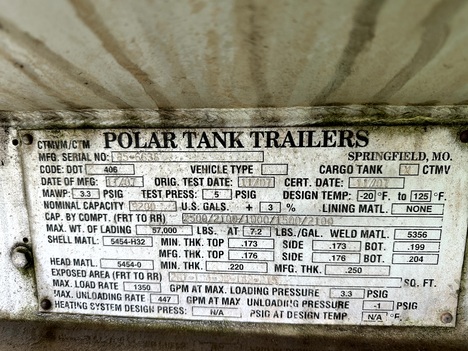 CTMVM/CTM POLAR TANK TRAILERS
MFG. SERIAL NO: SPRINGFIELD, MO.
CODE: DOT 406 VEHICLE TYPE CARGO TANK CTMV
DATE OF MFG. 11/07 ORIG. TEST DATE: 11/07 CERT. DATE: 11/07
MAWP: 3.3 PSIG TEST PRESS: 5 PSIG DESIGN TEMP: -20 °F. TO 125 °F.
NOMINAL CAPACITY 9200 U.S. GALS. + 3 % LINING MATL. NONE
CAP. BY COMPT. (FRT TO RR)
MAX. WT. OF LADING 57,000 LBS. AT 7.2 LBS./GAL. WELD MATL. 5356
SHELL MATL: 5454-H32 MIN. THK. TOP .173 SIDE .173 BOT. .199
MFG. THK. TOP .176 SIDE .176 BOT. .204
HEAD MATL: 5454-0 MIN. THK. .220 MFG. THK. .250
EXPOSED AREA (FRT TO RR) SQ. FT.
MAX. LOAD RATE 1350 GPM AT MAX. LOADING PRESSURE 3.3 PSIG
MAX. UNLOADING RATE 447 GPM AT MAX UNLOADING PRESSURE -1 PSIG
HEATING SYSTEM DESIGN PRESS: N/A PSIG AT DESIGN TEMP. N/A °F.